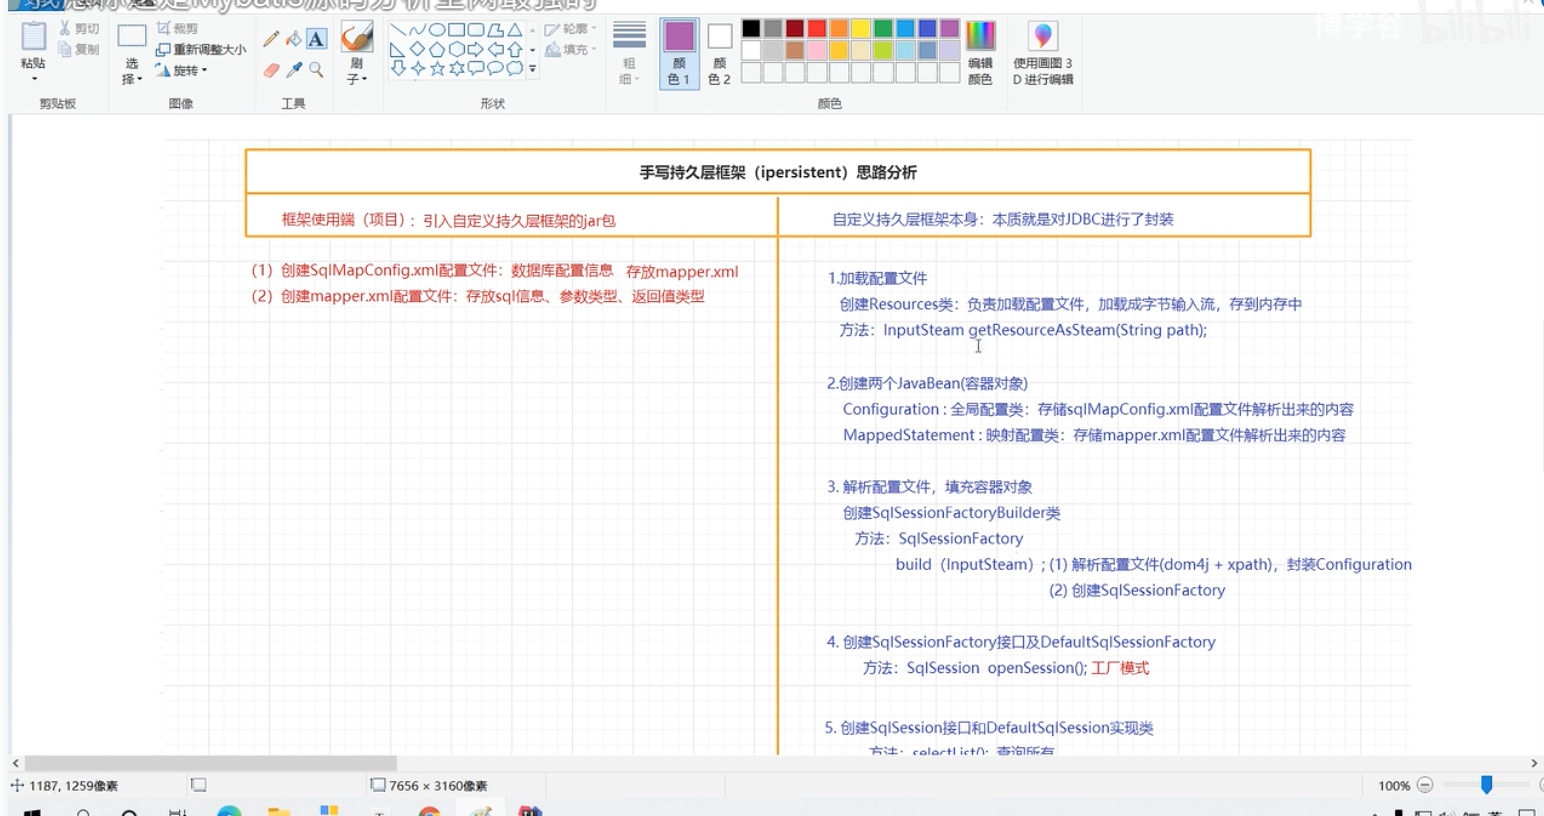 剪切
复制
粘贴
剪贴板
选
择
裁剪
重新调整大小
旋转
图像
工具
刷
子
轮廓
填充
形状
粗
细
颜
色 1
颜
色 2
编辑
颜色
颜色
使用画图 3
D 进行编辑
博学谷 bilibili
手写持久层框架（ipersistent）思路分析
框架使用端（项目）：引入自定义持久层框架的jar包
(1) 创建SqlMapConfig.xml配置文件：数据库配置信息 存放mapper.xml
(2) 创建mapper.xml配置文件：存放sql信息、参数类型、返回值类型
自定义持久层框架本身：本质就是对JDBC进行了封装
1.加载配置文件
创建Resources类：负责加载配置文件，加载成字节输入流，存到内存中
方法：InputSteam getResourceAsSteam(String path);
2.创建两个JavaBean(容器对象)
Configuration : 全局配置类：存储sqlMapConfig.xml配置文件解析出来的内容
MappedStatement : 映射配置类：存储mapper.xml配置文件解析出来的内容
3. 解析配置文件，填充容器对象
创建SqlSessionFactoryBuilder类
方法：SqlSessionFactory
build（InputSteam）; (1) 解析配置文件(dom4j + xpath)，封装Configuration
(2) 创建SqlSessionFactory
4. 创建SqlSessionFactory接口及DefaultSqlSessionFactory
方法：SqlSession openSession(); 工厂模式
5. 创建SqlSession接口和DefaultSqlSession实现类
方法：selectList(); 查询所有
1187, 1259像素
7656 × 3160像素
100%